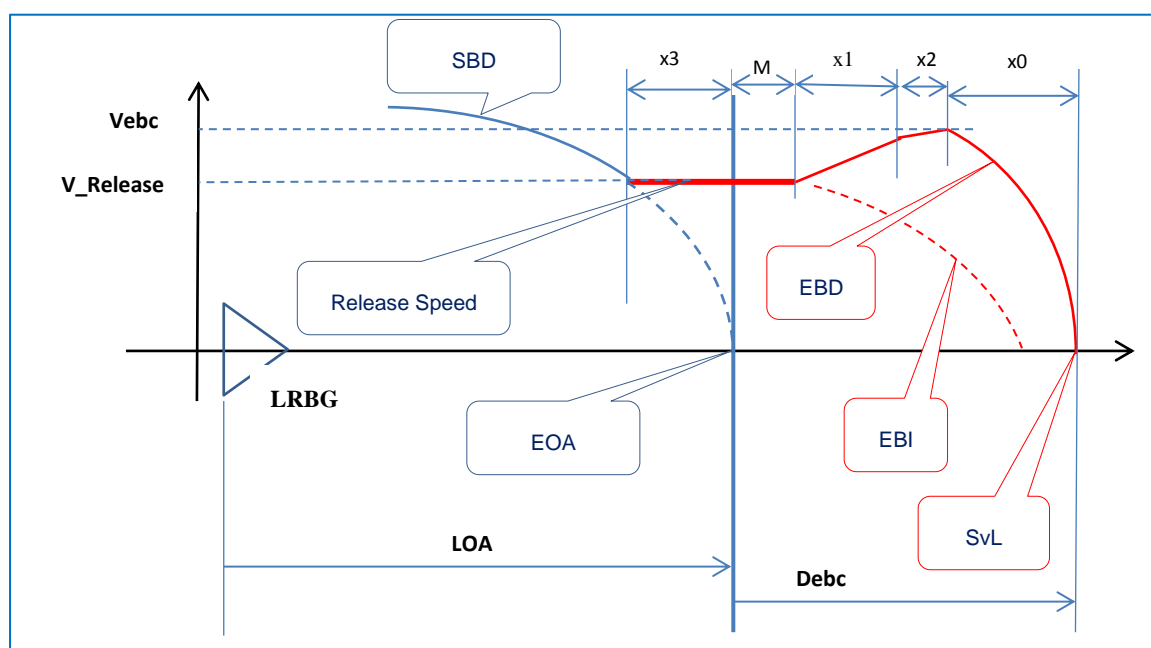 SBD
x3
M
x1
x2
x0
Vebc
V_Release
Release Speed
EBD
LRBG
EOA
EBI
SvL
LOA
Debc